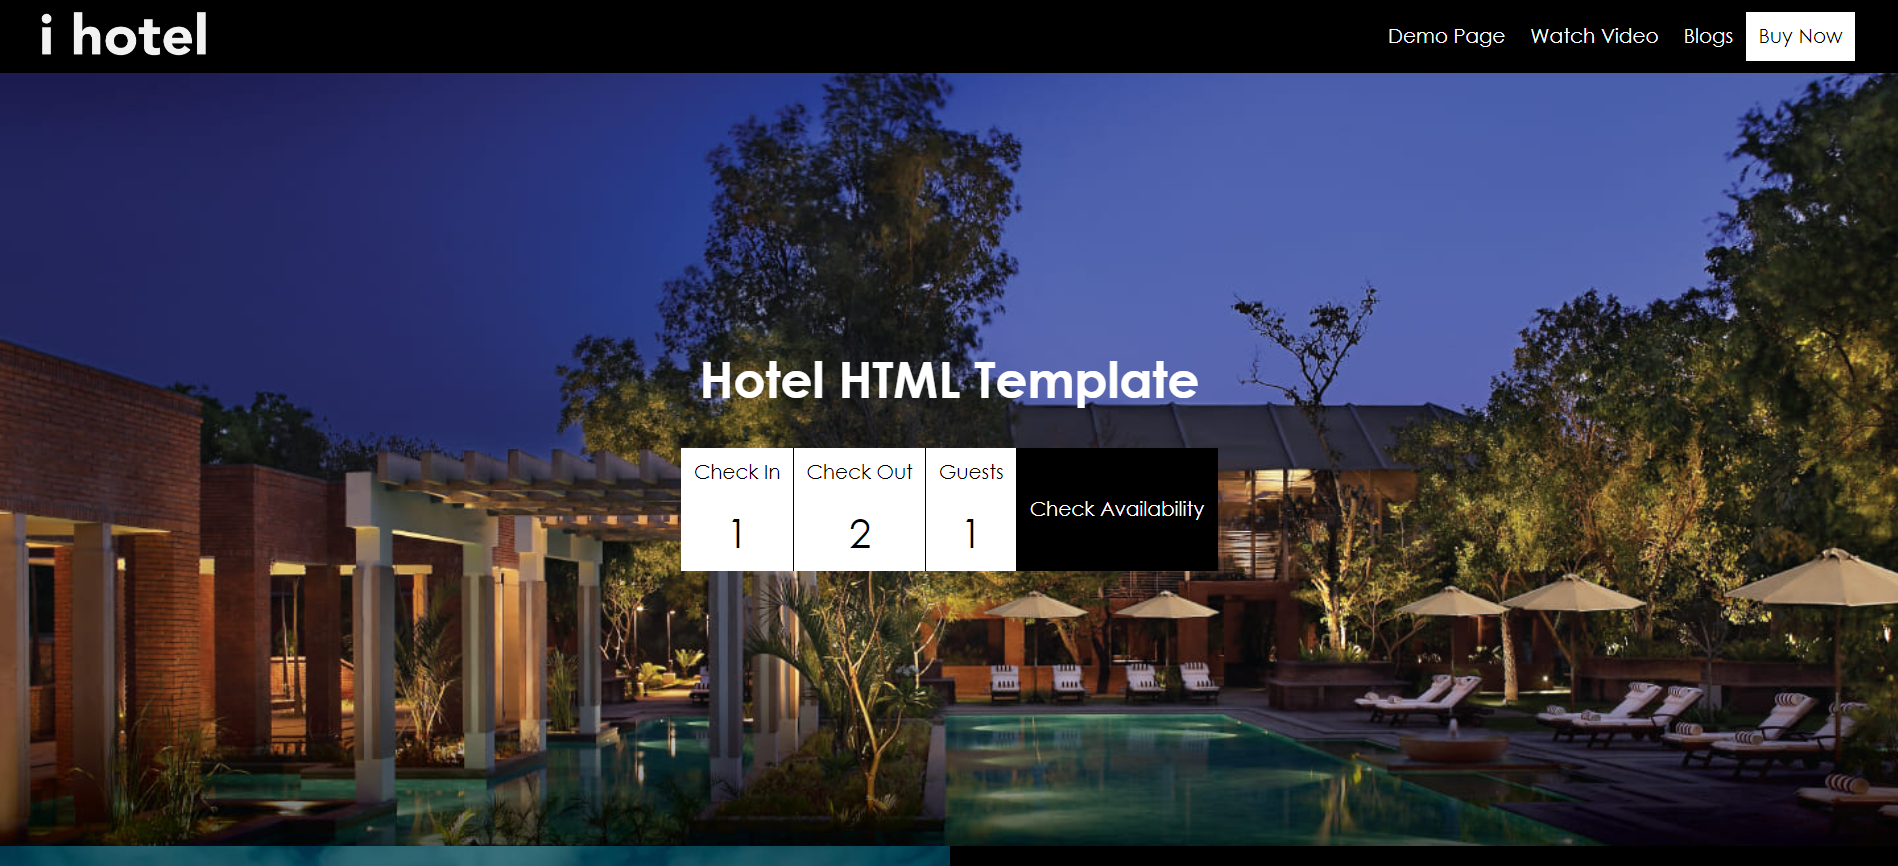 i hotel
Demo Page Watch Video Blogs Buy Now
Hotel HTML Template
Check In Check Out Guests
1 2 1
Check Availability